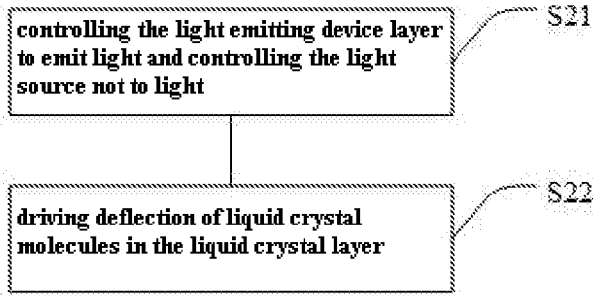 controlling the light emitting device layer
to emit light and controlling the light
source not to light
S21
driving deflection of liquid crystal
molecules in the liquid crystal layer
S22